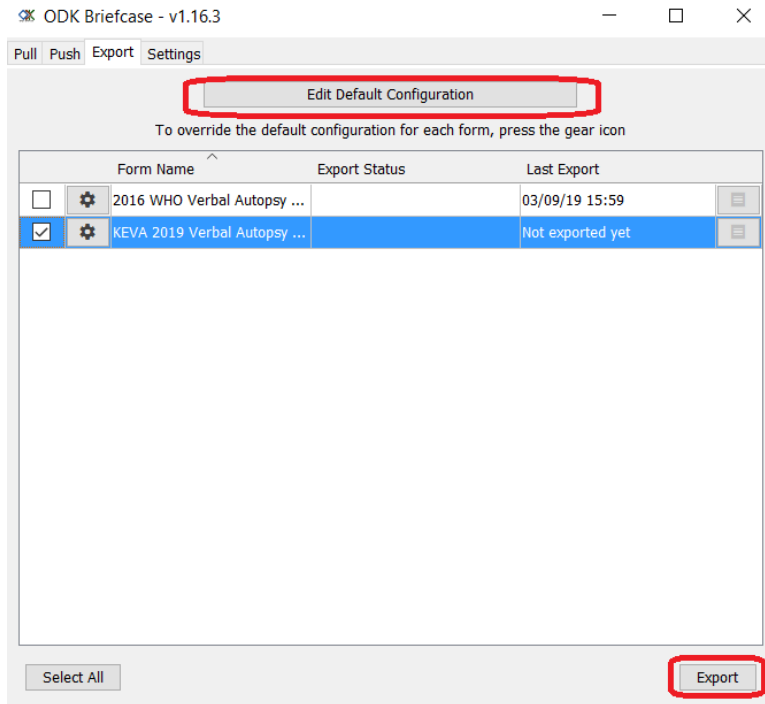 ODK Briefcase - v1.16.3
Pull Push Export Settings
Edit Default Configuration
To override the default configuration for each form, press the gear icon
Form Name Export Status Last Export
2016 WHO Verbal Autopsy ... 03/09/19 15:59
KEVA 2019 Verbal Autopsy ... Not exported yet
Select All Export